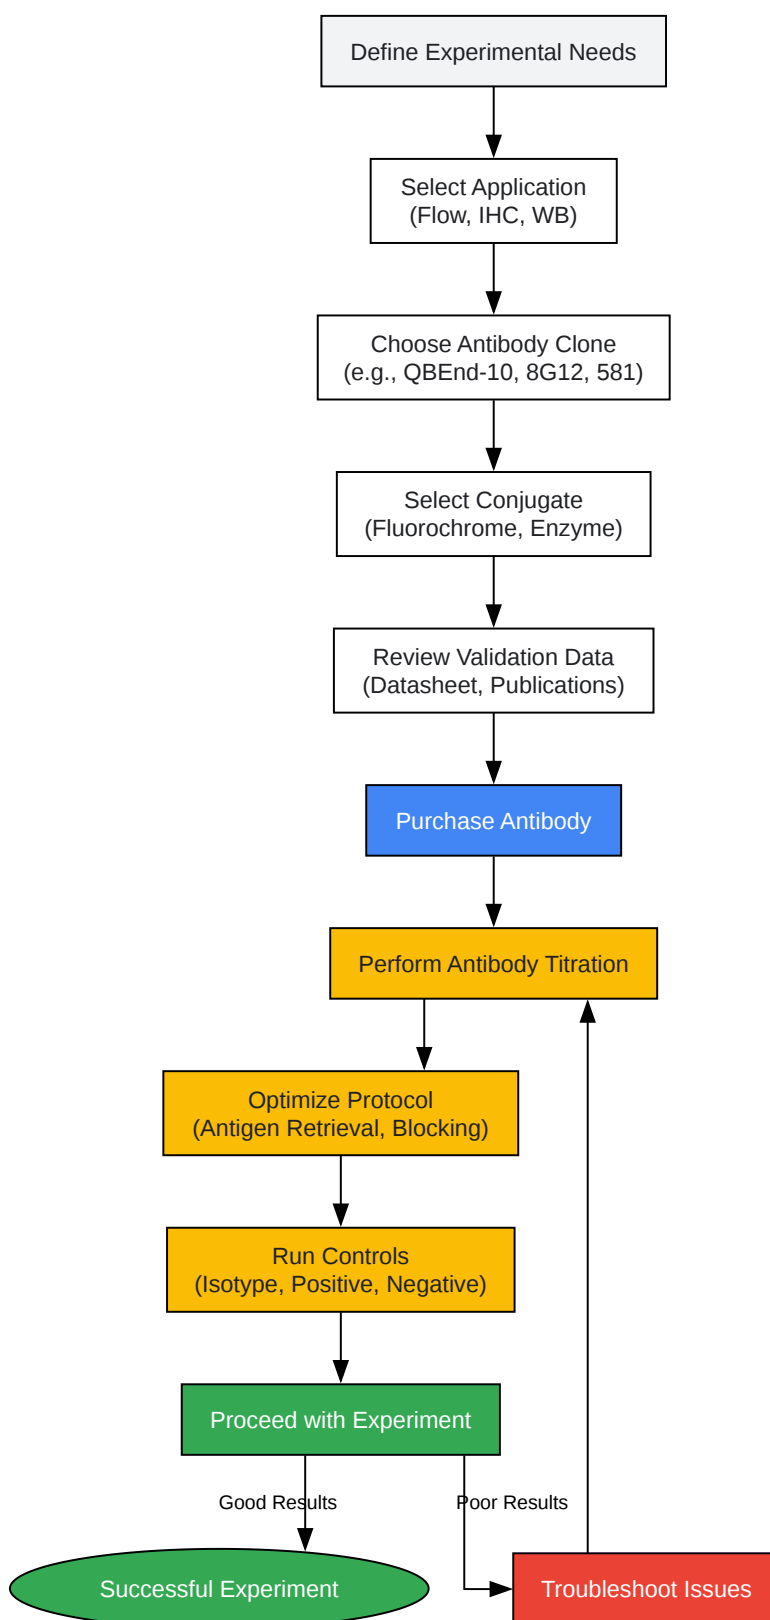 Define Experimental Needs
Select Application
(Flow, IHC, WB)
Choose Antibody Clone
(e.g., QBEnd-10, 8G12, 581)
Select Conjugate
(Fluorochrome, Enzyme)
Review Validation Data
(Datasheet, Publications)
Purchase Antibody
Perform Antibody Titration
Optimize Protocol
(Antigen Retrieval, Blocking)
Run Controls
(Isotype, Positive, Negative)
Proceed with Experiment
Good Results
Poor Results
Successful Experiment
Troubleshoot Issues